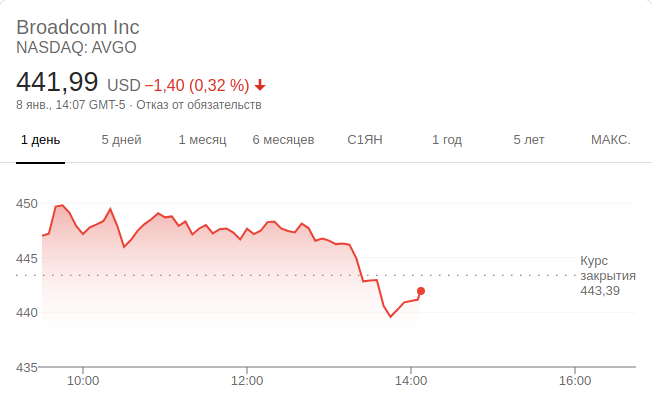 Broadcom Inc
NASDAQ: AVGO
441,99 USD −1,40 (0,32 %)
8 янв., 14:07 GMT-5 · Отказ от обязательств
1 день 5 дней 1 месяц 6 месяцев С1ЯН 1 год 5 лет МАКС.
450
445
440
435
Курс
закрытия
443,39
10:00 12:00 14:00 16:00